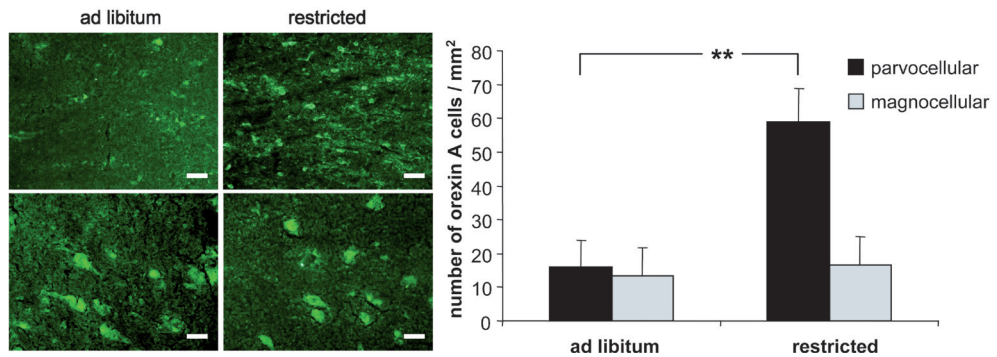 ad libitum
restricted
number of orexin A cells / mm²
80
70
60
50
40
30
20
10
0
**
parvocellular
magnocellular
ad libitum
restricted